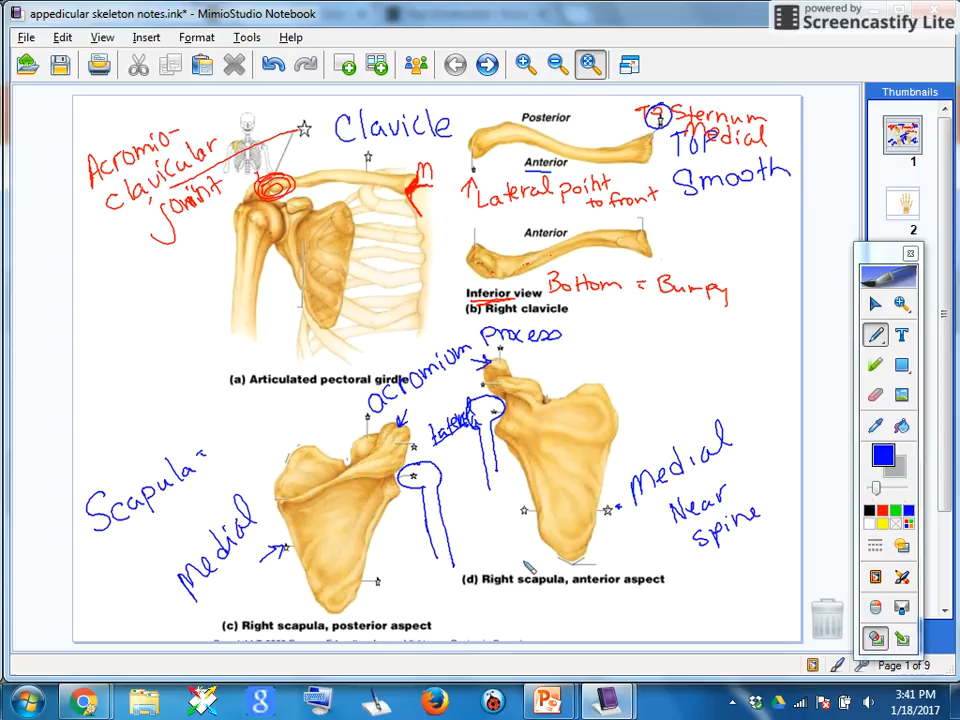 appedicular skeleton notes.ink* - MimioStudio Notebook
powered by
Screencastify Lite
File Edit View Insert Format Tools Help
Thumbnails
1
2
Acromio-
clavicular
joint
Clavicle
M
Posterior
Anterior
To Sternum
Medial
TOP
Smooth
Lateral point
to front
Anterior
Inferior view
Bottom = Bumpy
(b) Right clavicle
(a) Articulated pectoral girdle
acromium Process
Lateral
Scapula=
Medial
Medial
Near
spine
(d) Right scapula, anterior aspect
(c) Right scapula, posterior aspect
Page 1 of 9
3:41 PM
1/18/2017